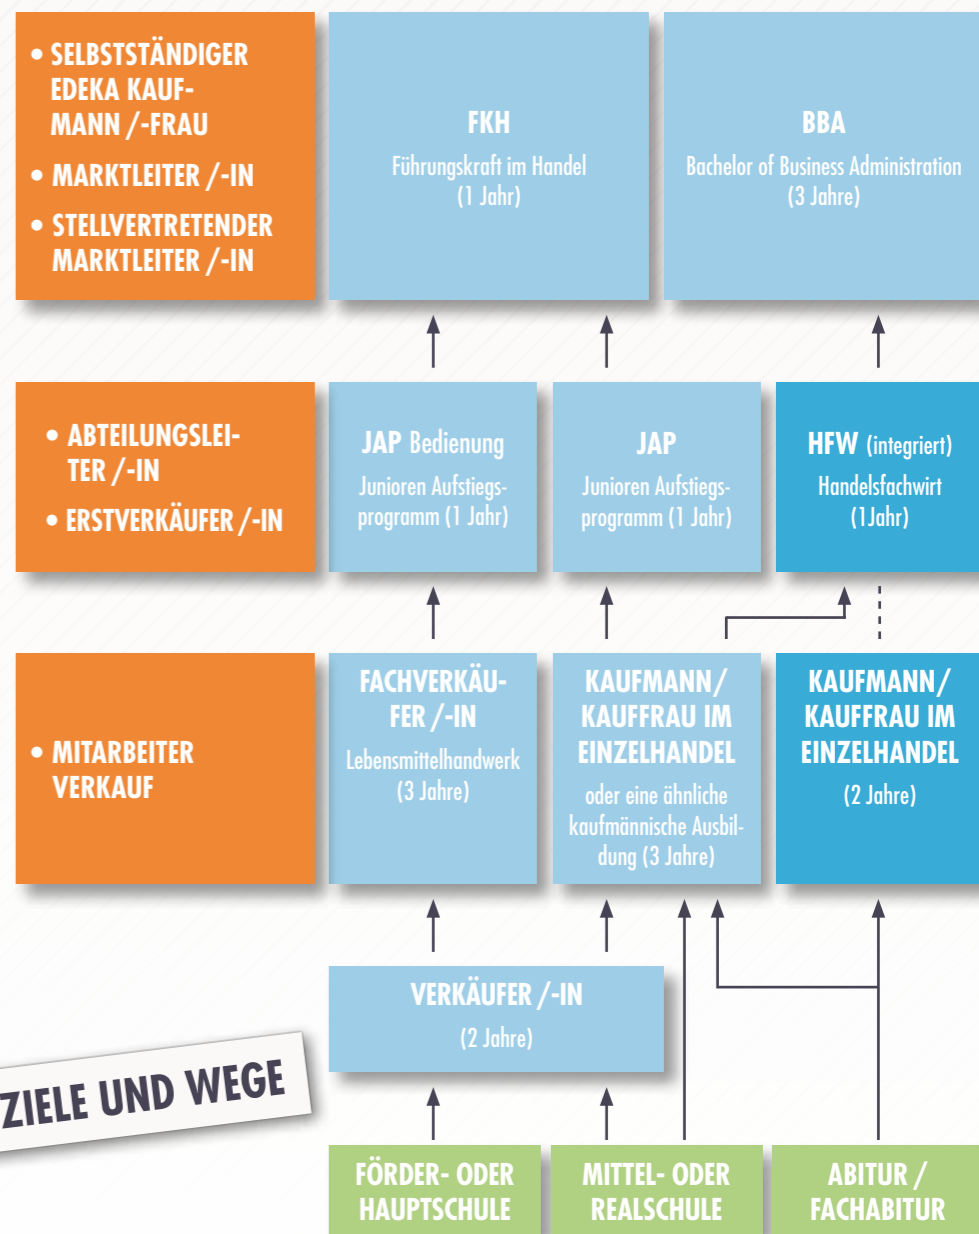 • SELBSTSTÄNDIGER
EDEKA KAUF-
MANN /-FRAU
• MARKTLEITER /-IN
• STELLVERTRETENDER
MARKTLEITER /-IN
FKH
Führungskraft im Handel
(1 Jahr)
BBA
Bachelor of Business Administration
(3 Jahre)
• ABTEILUNGSLEI-
TER /-IN
• ERSTVERKÄUFER /-IN
JAP Bedienung
Junioren Aufstiegs-
programm (1 Jahr)
JAP
Junioren Aufstiegs-
programm (1 Jahr)
HFW (integriert)
Handelsfachwirt
(1Jahr)
• MITARBEITER
VERKAUF
FACHVERKÄU-
FER /-IN
Lebensmittelhandwerk
(3 Jahre)
KAUFMANN/
KAUFFRAU IM
EINZELHANDEL
oder eine ähnliche
kaufmännische Ausbil-
dung (3 Jahre)
KAUFMANN/
KAUFFRAU IM
EINZELHANDEL
(2 Jahre)
VERKÄUFER /-IN
(2 Jahre)
ZIELE UND WEGE
FÖRDER- ODER
HAUPTSCHULE
MITTEL- ODER
REALSCHULE
ABITUR /
FACHABITUR